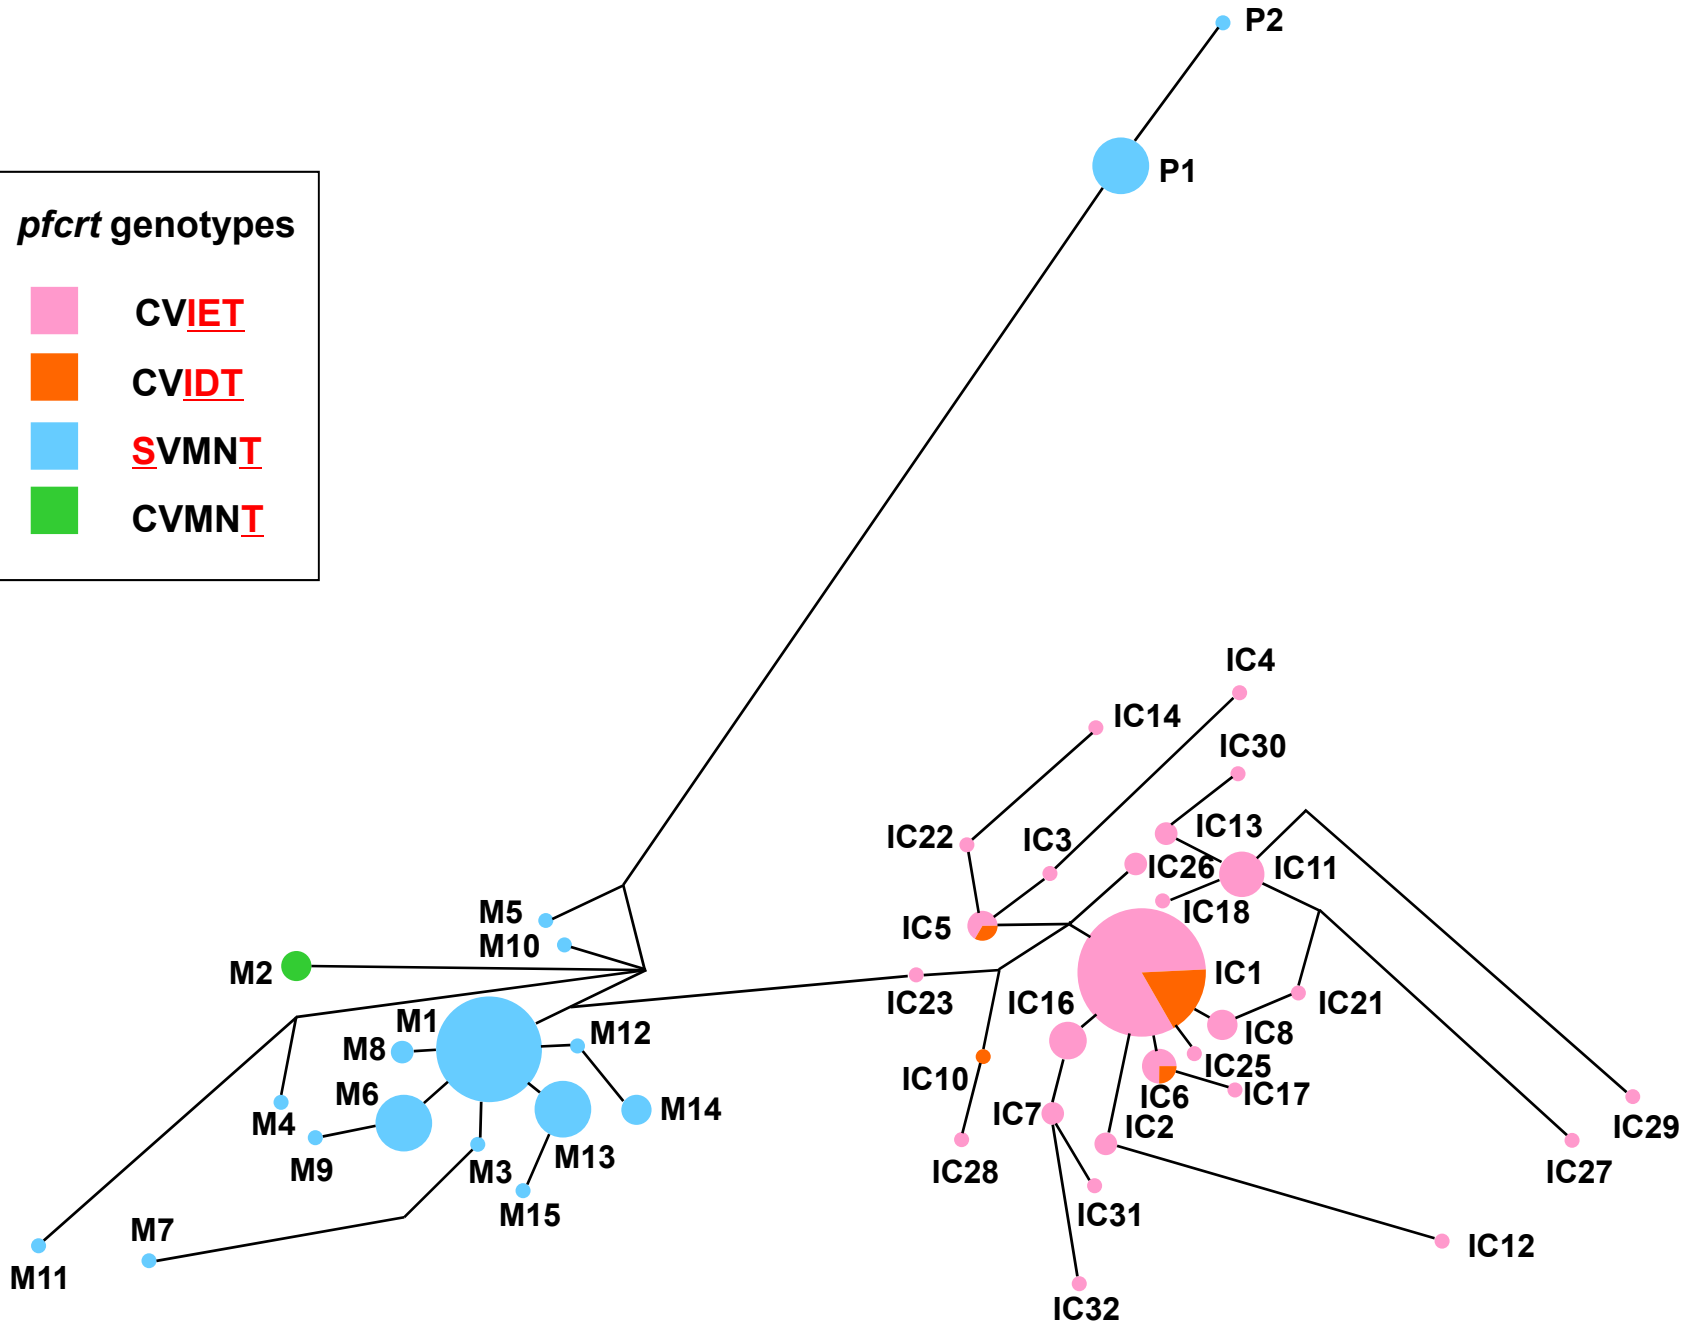 P2
P1
pfcrt genotypes
CVIET
CVIDT
SVMNT
CVMNT
IC4
IC14
IC30
IC22
IC3
IC13
IC26
IC11
M5
IC18
IC5
M10
M2
IC1
IC23
IC16
IC21
M1
M12
IC8
M8
IC25
IC10
M6
IC6
IC17
M14
IC7
IC2
M4
IC29
M13
M9
M3
IC28
IC27
M15
IC31
M7
IC12
M11
IC32